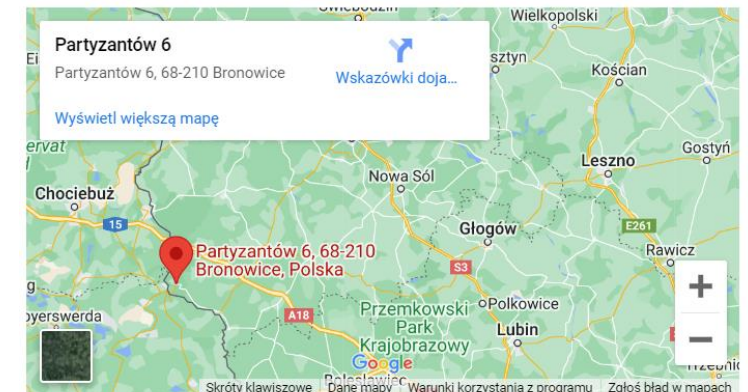 Wielkopolski
Partyzantów 6
Partyzantów 6, 68-210 Bronowice
Wskazówki doja...
Wyświetl większą mapę
sztyn
Kościan
Gostyń
Leszno
Nowa Sól
Chociebuż
15
Głogów
E261
Rawicz
Partyzantów 6, 68-210
Bronowice, Polska
S3
Przemkowski
Park
Krajobrazowy
Polkowice
Lubin
A18
oyerswerda
Google
Skróty klawiszowe
Dane mapy
Warunki korzystania z programu
Zgłoś błąd w mapach